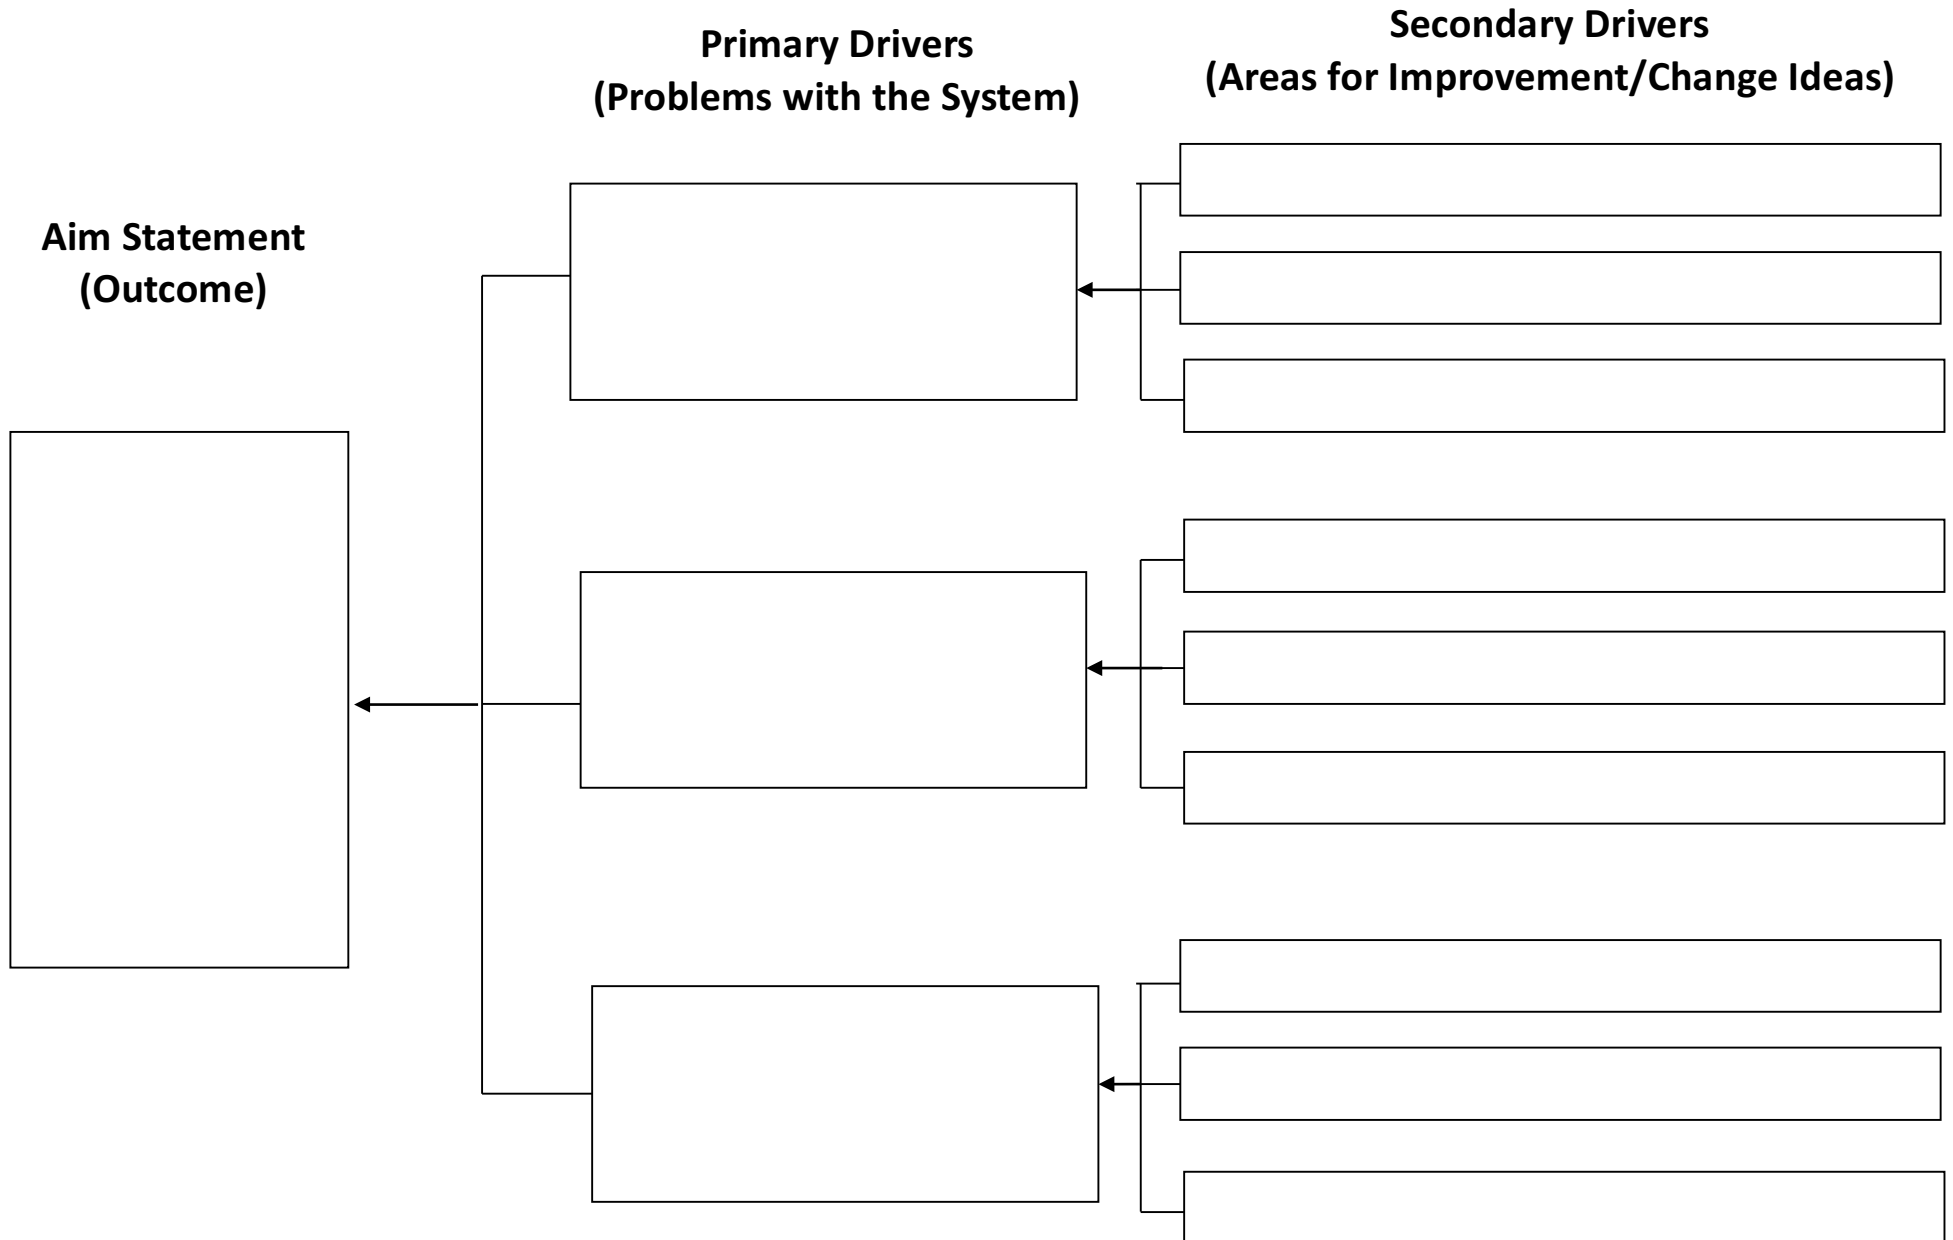 Primary Drivers
(Problems with the System)
Secondary Drivers
(Areas for Improvement/Change Ideas)
Aim Statement
(Outcome)